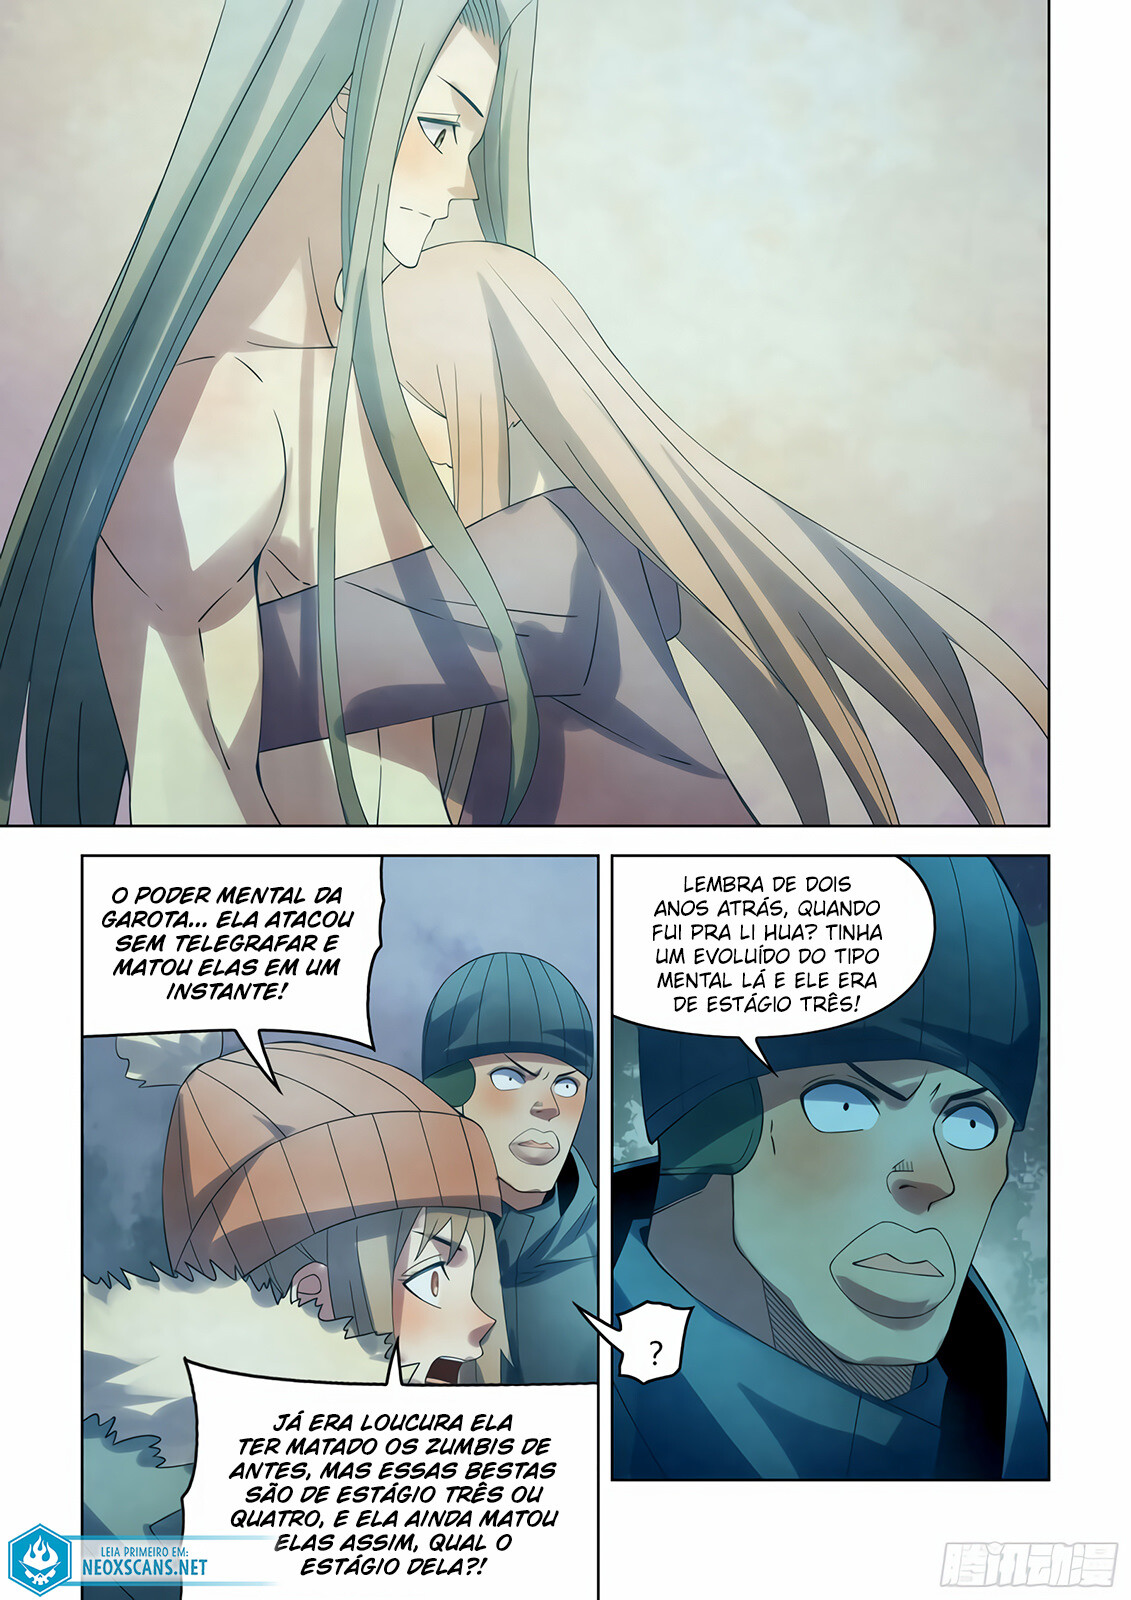 O PODER MENTAL DA
GAROTA... ELA ATACOU
SEM TELEGRAFAR E
MATOU ELAS EM UM
INSTANTE!
JÁ ERA LOUCURA ELA
TER MATADO OS ZUMBIS DE
ANTES, MAS ESSAS BESTAS
SÃO DE ESTÁGIO TRÊS OU
QUATRO, E ELA AINDA MATOU
ELAS ASSIM, QUAL O
ESTÁGIO DELA?!
LEMBRA DE DOIS
ANOS ATRÁS, QUANDO
FUI PRA LI HUA? TINHA
UM EVOLUÍDO DO TIPO
MENTAL LÁ E ELE ERA
DE ESTÁGIO TRÊS!
?
LEIA PRIMEIRO EM:
NEOXSCANS.NET
腾讯动漫